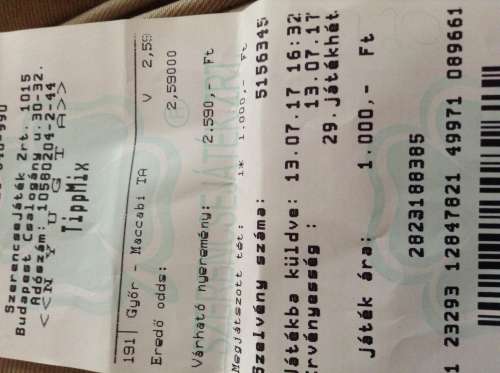 Szerencsejáték Zrt. 1015
Budapest Csalogány u.30-32.
Adószám: 10580204-2-44
<<N Y U G T A>>
TippMix
191 Győr - Maccabi TA V 2,59
Eredő odds: 2,59000
Várható nyeremény: 2.590,- Ft
Megjátszott tét: 1* 1.000,- Ft
Szelvény száma: 5156345
Játékba küldve: 13.07.17 16:32
Érvényesség : 13.07.17
29.játékhét
Játék ára: 1.000,- Ft
2823188385
23293 12847821 49971 089661